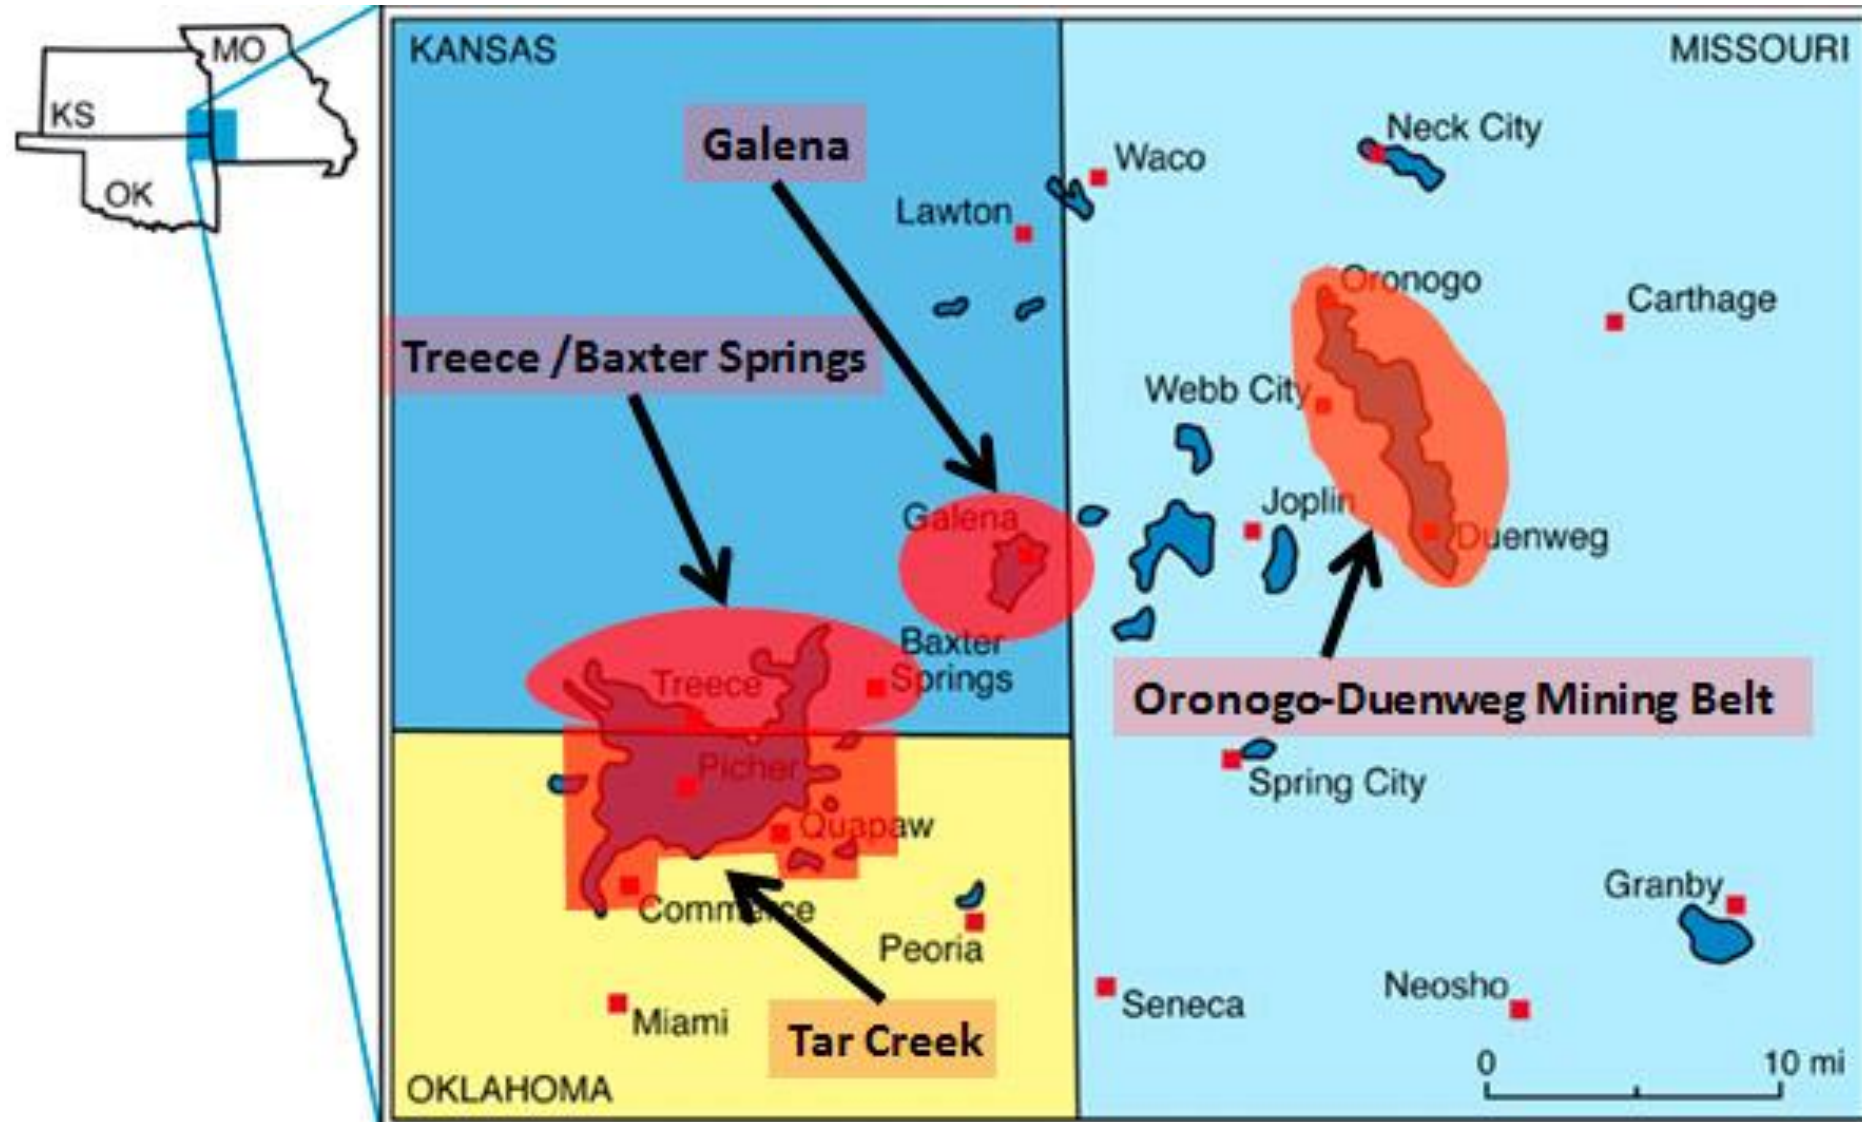 MO
KS
OK
KANSAS
MISSOURI
Galena
Neck City
Waco
Lawton
Oronogo
Carthage
Treece /Baxter Springs
Webb City
Joplin
Galena
Duenweg
Baxter
Springs
Treece
Oronogo-Duenweg Mining Belt
Picher
Spring City
Quapaw
Commerce
Granby
Peoria
Neosho
Seneca
Miami
Tar Creek
0 10 mi
OKLAHOMA